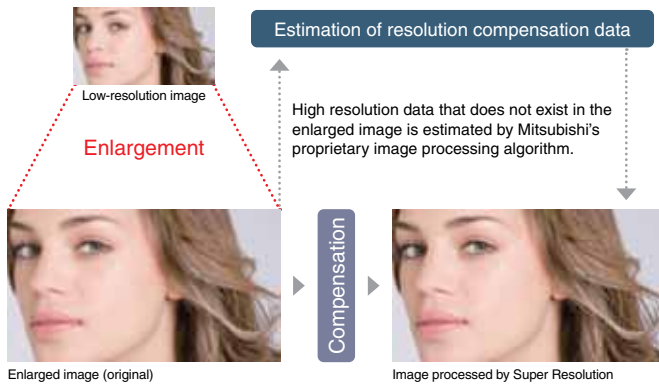 Estimation of resolution compensation data
Low-resolution image
High resolution data that does not exist in the
enlarged image is estimated by Mitsubishi's
proprietary image processing algorithm.
Enlargement
Compensation
Enlarged image (original)
Image processed by Super Resolution